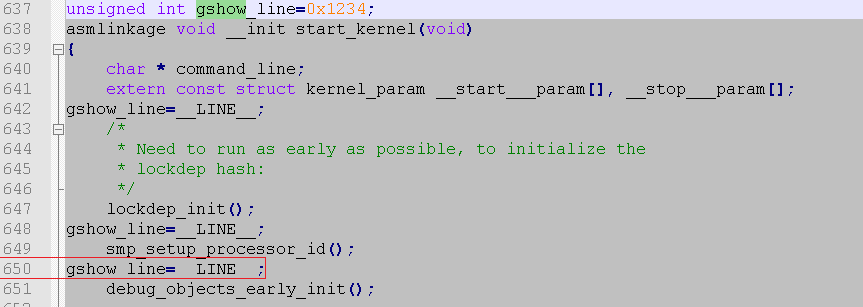 637 unsigned int gshow_line=0x1234;
638 asmlinkage void __init start_kernel(void)
639 {
640     char * command_line;
641     extern const struct kernel_param __start___param[], __stop___param[];
642 gshow_line=__LINE__;
643     /*
644      * Need to run as early as possible, to initialize the
645      * lockdep hash:
646      */
647     lockdep_init();
648 gshow_line=__LINE__;
649     smp_setup_processor_id();
650 gshow_line=__LINE__;
651     debug_objects_early_init();